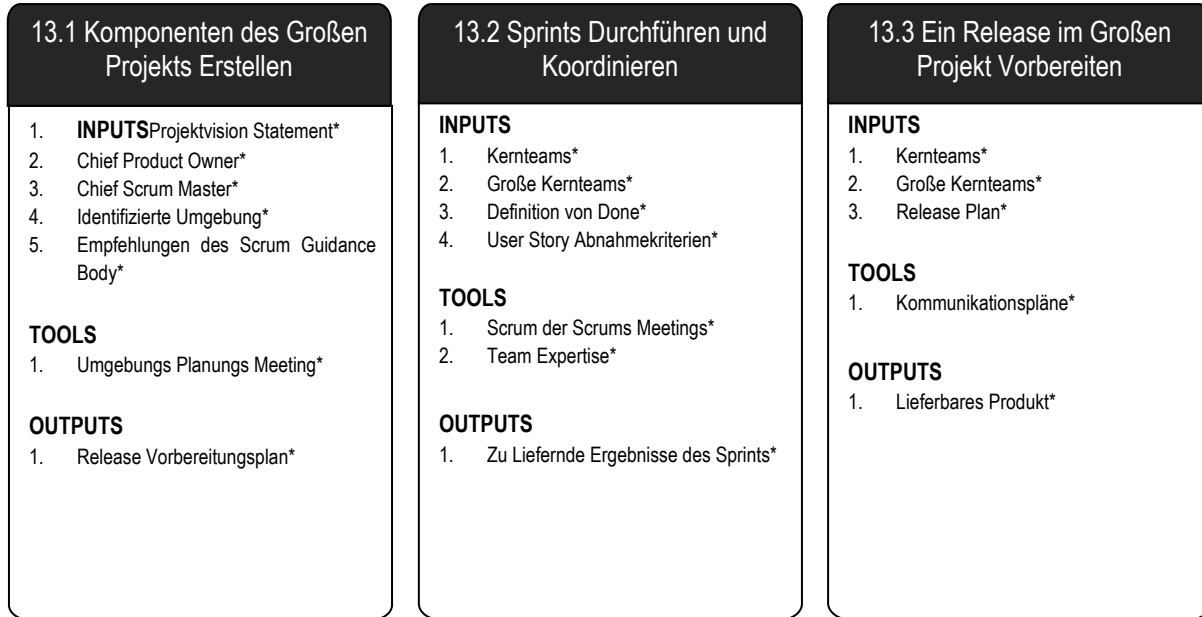 13.1 Komponenten des Großen
Projekts Erstellen
1. INPUTSProjektvision Statement*
2. Chief Product Owner*
3. Chief Scrum Master*
4. Identifizierte Umgebung*
5. Empfehlungen des Scrum Guidance
Body*
TOOLS
1. Umgebungs Planungs Meeting*
OUTPUTS
1. Release Vorbereitungsplan*
13.2 Sprints Durchführen und
Koordinieren
INPUTS
1. Kernteams*
2. Große Kernteams*
3. Definition von Done*
4. User Story Abnahmekriterien*
TOOLS
1. Scrum der Scrums Meetings*
2. Team Expertise*
OUTPUTS
1. Zu Liefernde Ergebnisse des Sprints*
13.3 Ein Release im Großen
Projekt Vorbereiten
INPUTS
1. Kernteams*
2. Große Kernteams*
3. Release Plan*
TOOLS
1. Kommunikationspläne*
OUTPUTS
1. Lieferbares Produkt*